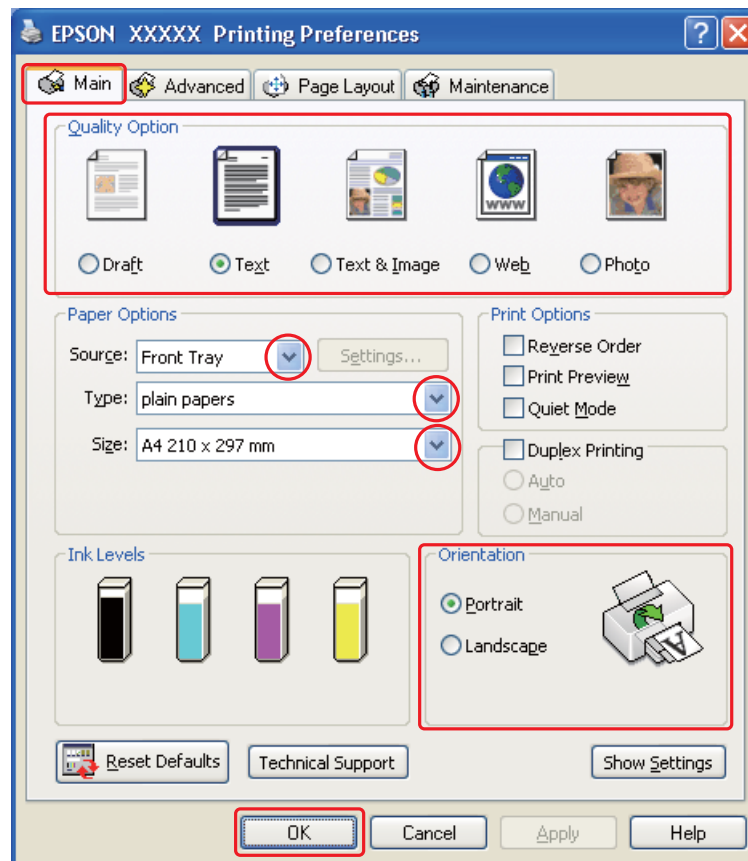 EPSON XXXXX Printing Preferences
Main
Advanced
Page Layout
Maintenance
Quality Option
WWW
Draft
Text
Text & Image
Web
Photo
Paper Options
Source: Front Tray
Settings...
Type: plain papers
Size: A4 210 x 297 mm
Print Options
Reverse Order
Print Preview
Quiet Mode
Duplex Printing
Auto
Manual
Ink Levels
Orientation
Portrait
Landscape
A
Reset Defaults
Technical Support
Show Settings
OK
Cancel
Apply
Help